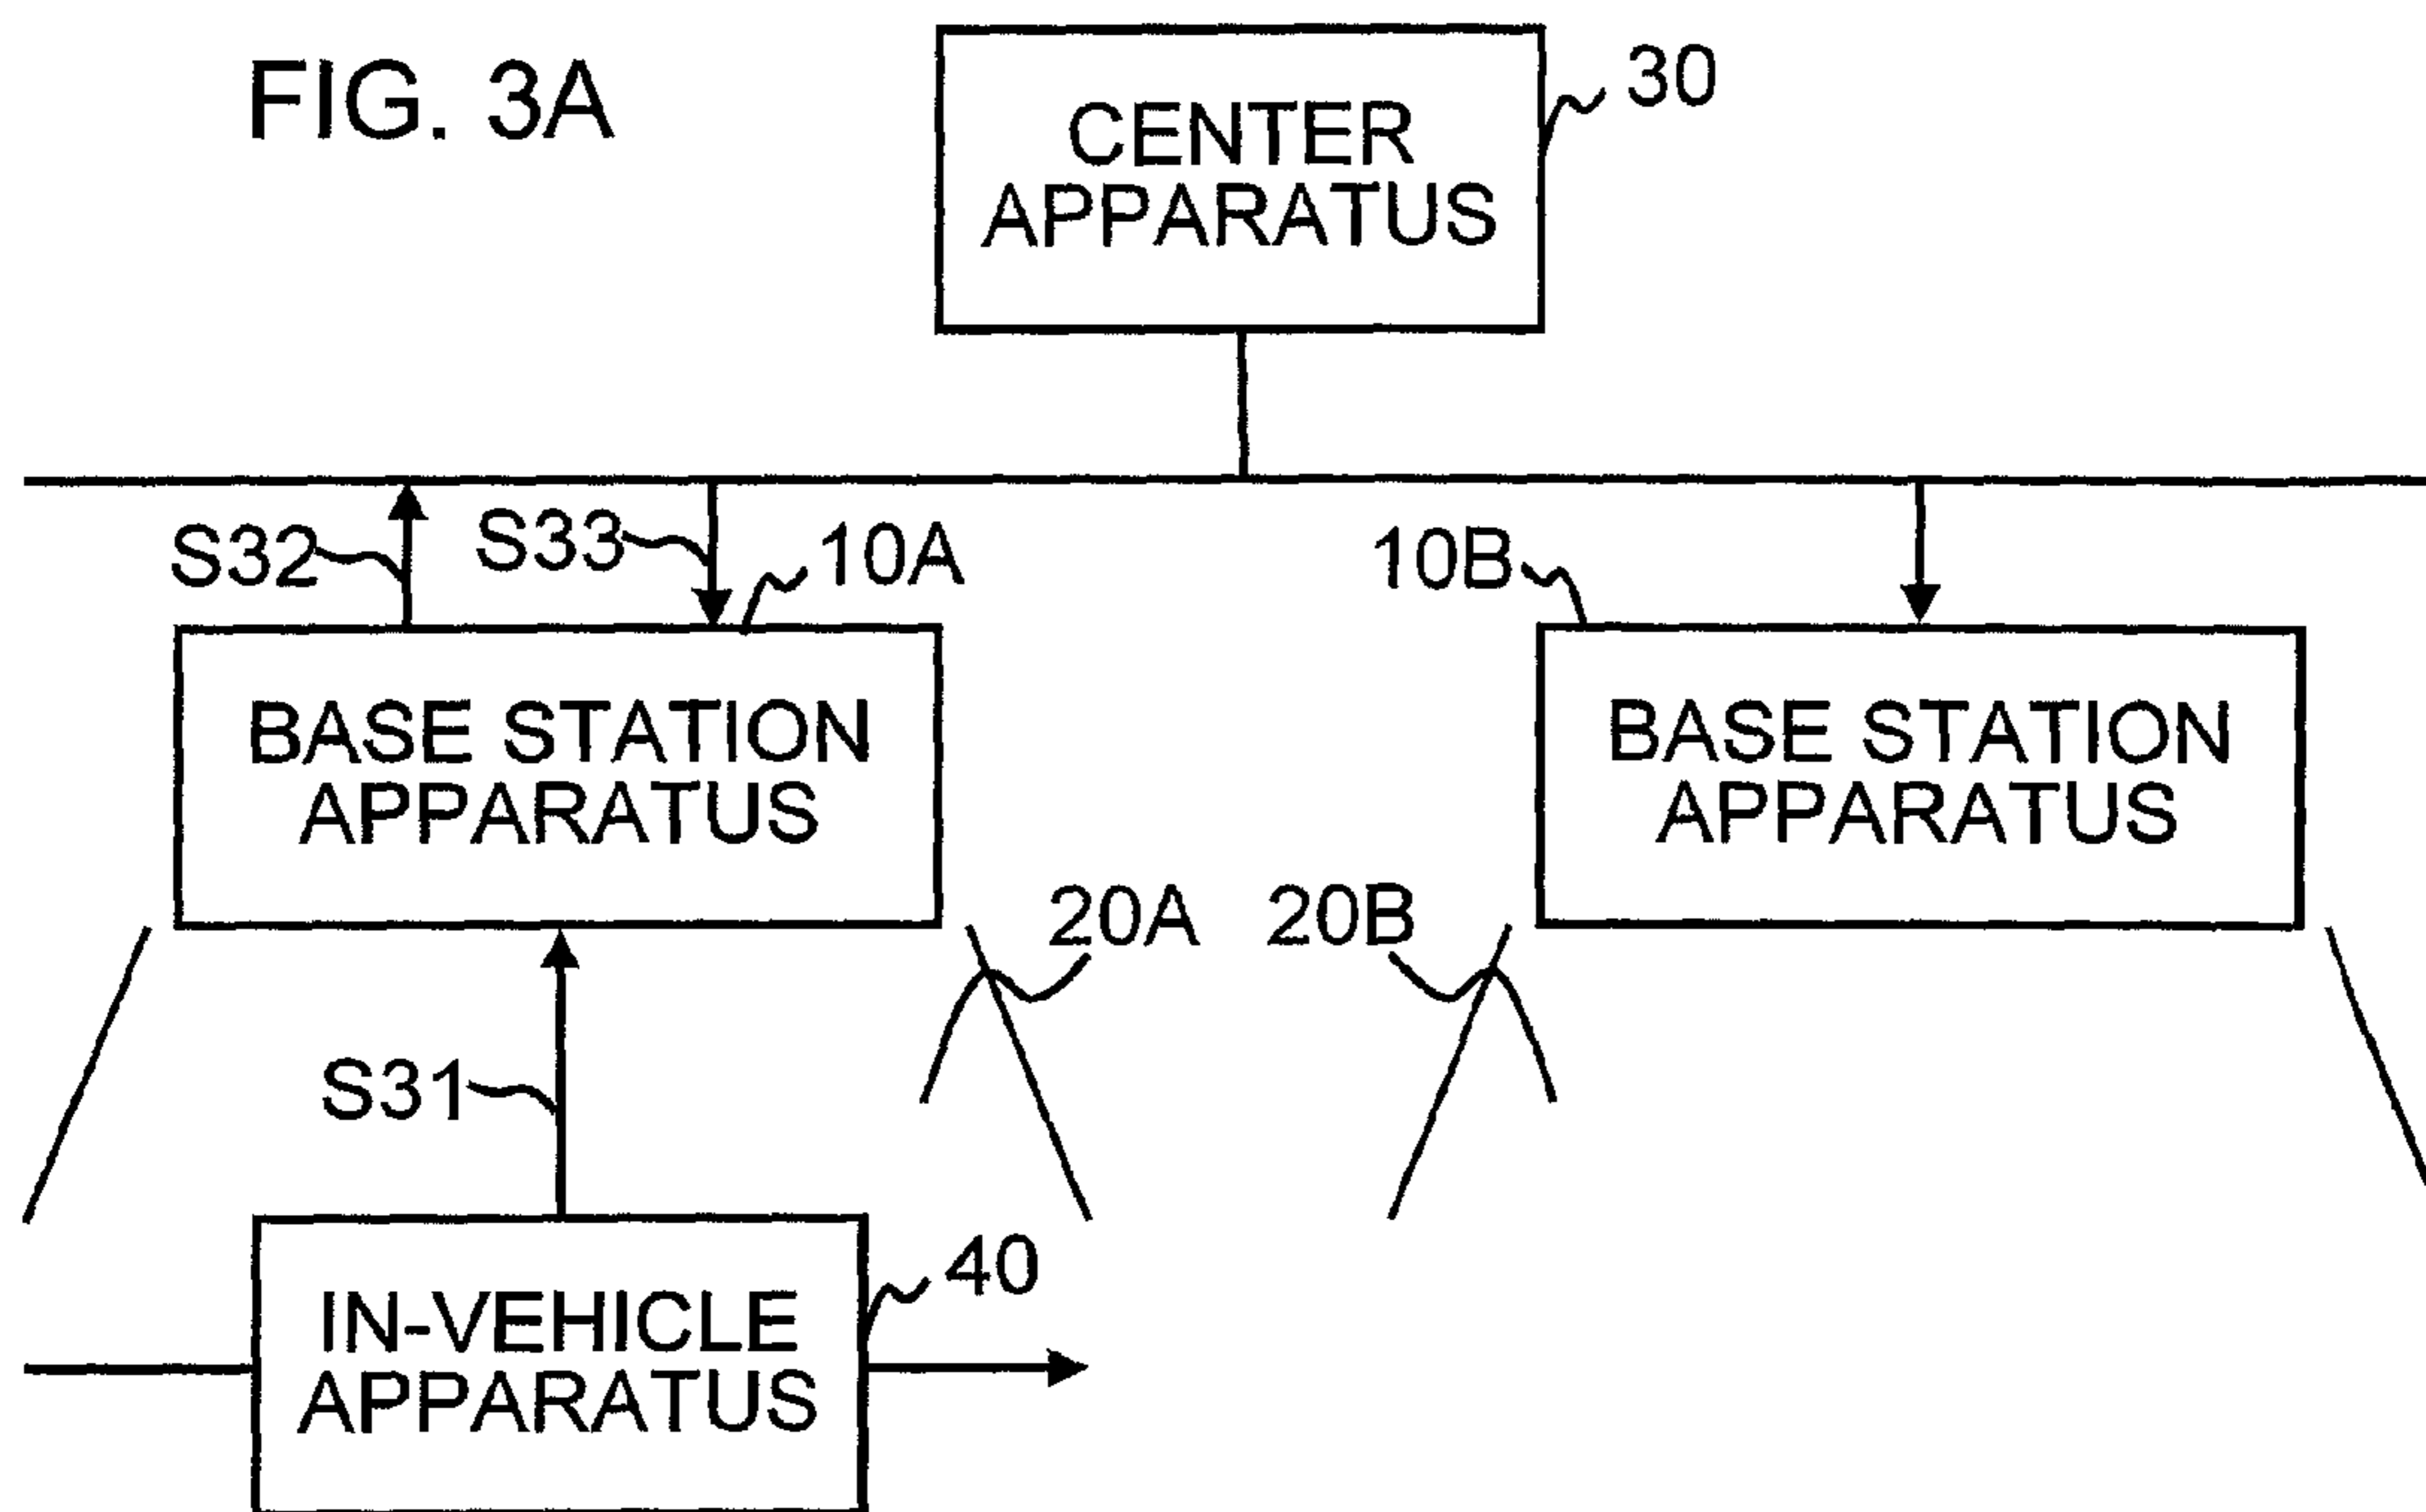 FIG. 3A
30
CENTER
APPARATUS
S32
S33
10A
10B
BASE STATION
APPARATUS
BASE STATION
APPARATUS
20A
20B
S31
40
IN-VEHICLE
APPARATUS